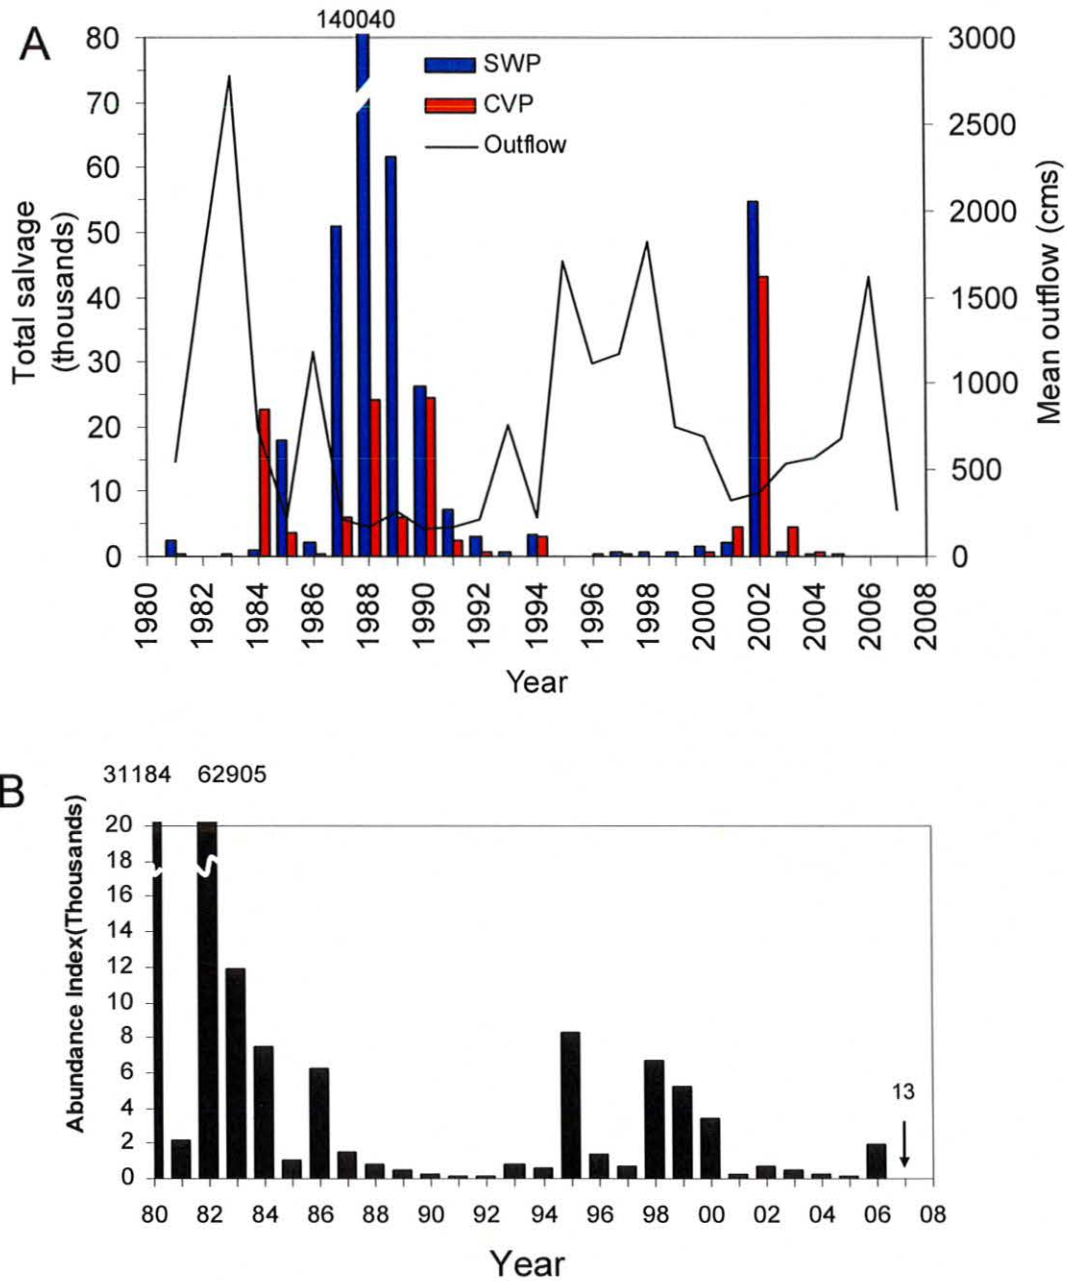 A
140040
80
70
60
50
40
30
20
10
0
Total salvage
(thousands)
SWP
CVP
Outflow
3000
2500
2000
1500
1000
500
0
Mean outflow (cms)
1980 1982 1984 1986 1988 1990 1992 1994 1996 1998 2000 2002 2004 2006 2008
Year
B
31184 62905
20
18
16
14
12
10
8
6
4
2
0
Abundance Index(Thousands)
13
80 82 84 86 88 90 92 94 96 98 00 02 04 06 08
Year